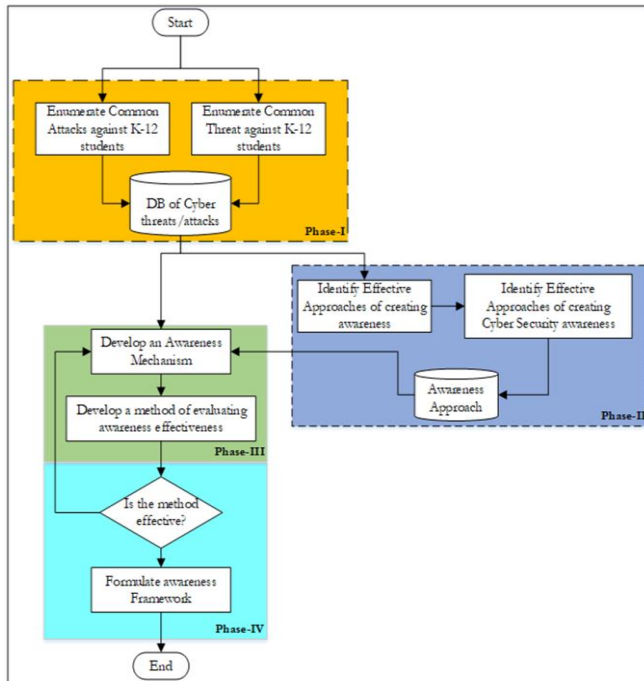 Start
Enumerate Common
Attacks against K-12
students
Enumerate Common
Threat against K-12
students
DB of Cyber
threats/attacks
Phase-I
Identify Effective
Approaches of creating
awareness
Identify Effective
Approaches of creating
Cyber Security awareness
Awareness
Approach
Phase-II
Develop an Awareness
Mechanism
Develop a method of evaluating
awareness effectiveness
Phase-III
Is the method
effective?
Formulate awareness
Framework
Phase-IV
End